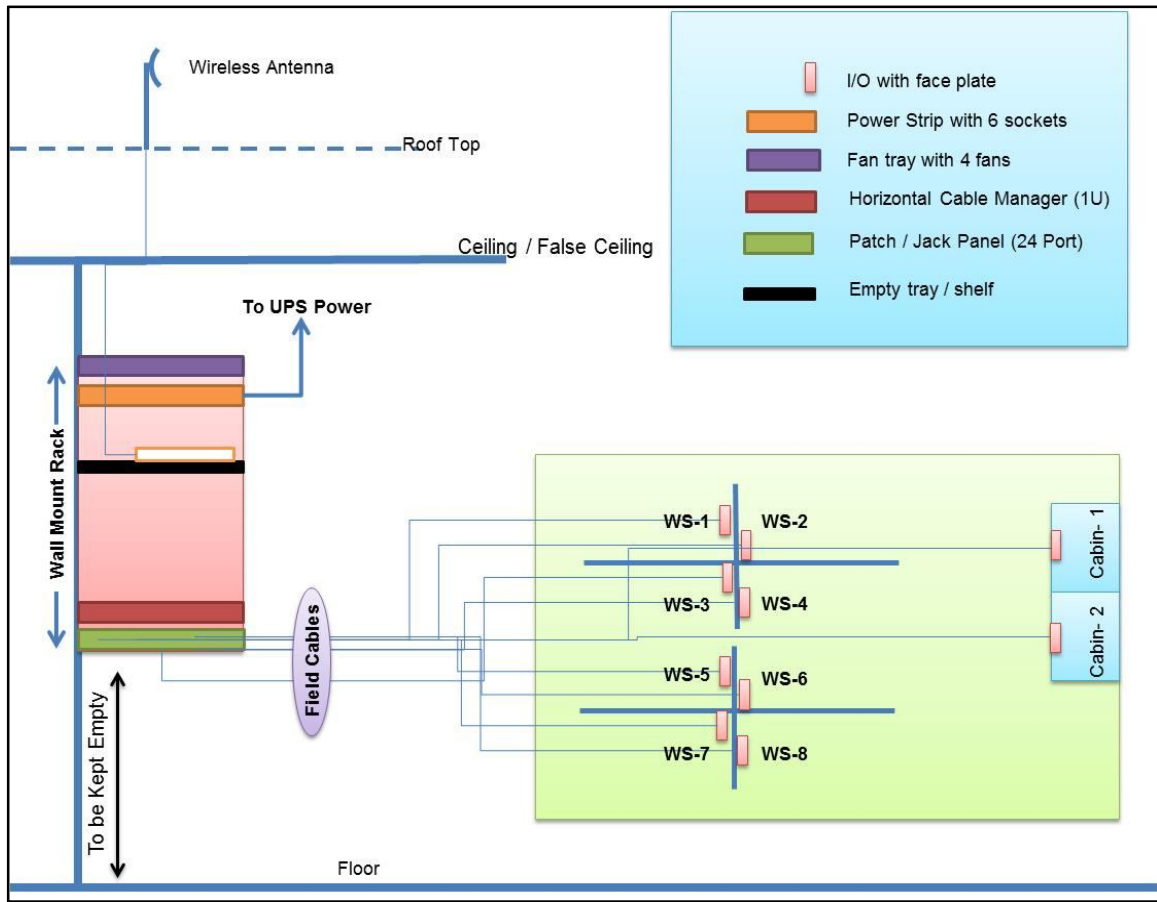 Wireless Antenna
Roof Top
Ceiling / False Ceiling
To UPS Power
Wall Mount Rack
To be Kept Empty
Field Cables
Floor
I/O with face plate
Power Strip with 6 sockets
Fan tray with 4 fans
Horizontal Cable Manager (1U)
Patch / Jack Panel (24 Port)
Empty tray / shelf
WS-1
WS-2
WS-3
WS-4
WS-5
WS-6
WS-7
WS-8
Cabin- 1
Cabin- 2